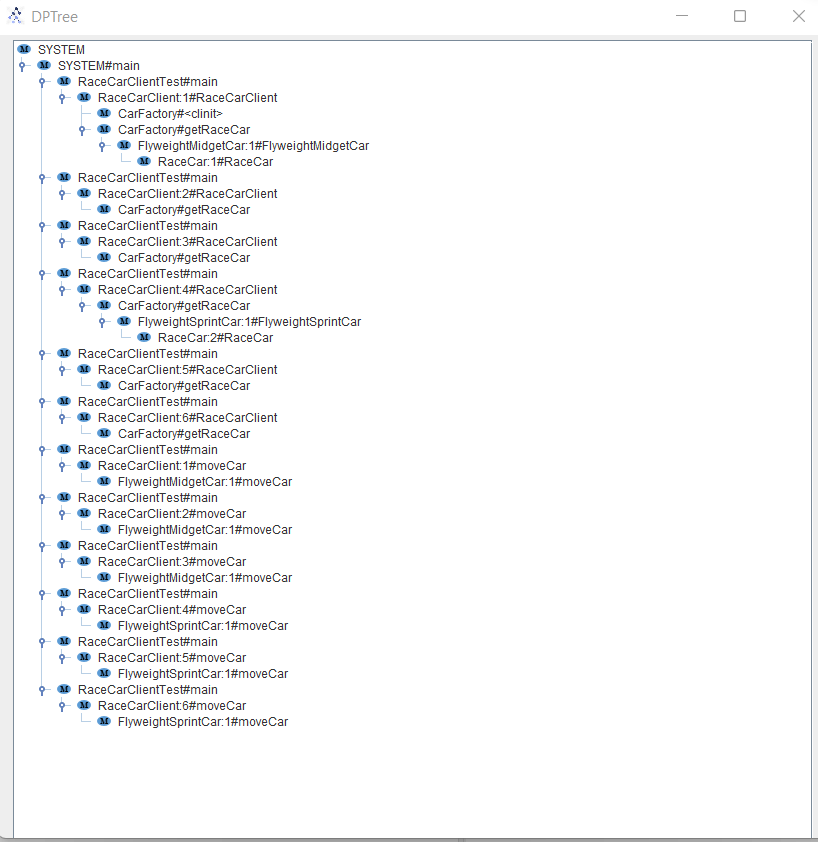 DPTree
SYSTEM
SYSTEM#main
RaceCarClientTest#main
RaceCarClient:1#RaceCarClient
CarFactory#<clinit>
CarFactory#getRaceCar
FlyweightMidgetCar:1#FlyweightMidgetCar
RaceCar:1#RaceCar
RaceCarClientTest#main
RaceCarClient:2#RaceCarClient
CarFactory#getRaceCar
RaceCarClientTest#main
RaceCarClient:3#RaceCarClient
CarFactory#getRaceCar
RaceCarClientTest#main
RaceCarClient:4#RaceCarClient
CarFactory#getRaceCar
FlyweightSprintCar:1#FlyweightSprintCar
RaceCar:2#RaceCar
RaceCarClientTest#main
RaceCarClient:5#RaceCarClient
CarFactory#getRaceCar
RaceCarClientTest#main
RaceCarClient:6#RaceCarClient
CarFactory#getRaceCar
RaceCarClientTest#main
RaceCarClient:1#moveCar
FlyweightMidgetCar:1#moveCar
RaceCarClientTest#main
RaceCarClient:2#moveCar
FlyweightMidgetCar:1#moveCar
RaceCarClientTest#main
RaceCarClient:3#moveCar
FlyweightMidgetCar:1#moveCar
RaceCarClientTest#main
RaceCarClient:4#moveCar
FlyweightSprintCar:1#moveCar
RaceCarClientTest#main
RaceCarClient:5#moveCar
FlyweightSprintCar:1#moveCar
RaceCarClientTest#main
RaceCarClient:6#moveCar
FlyweightSprintCar:1#moveCar